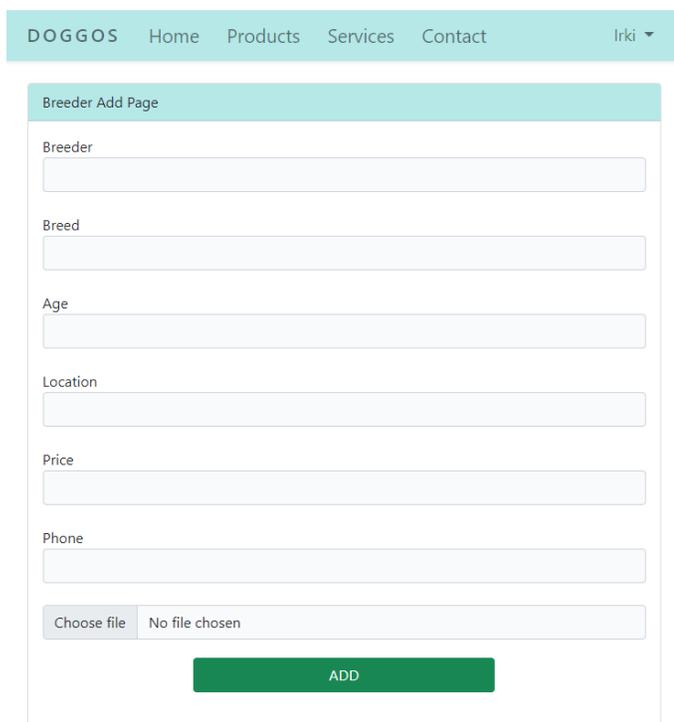 DOGGOS Home Products Services Contact Irki
Breeder Add Page
Breeder
Breed
Age
Location
Price
Phone
Choose file No file chosen
ADD